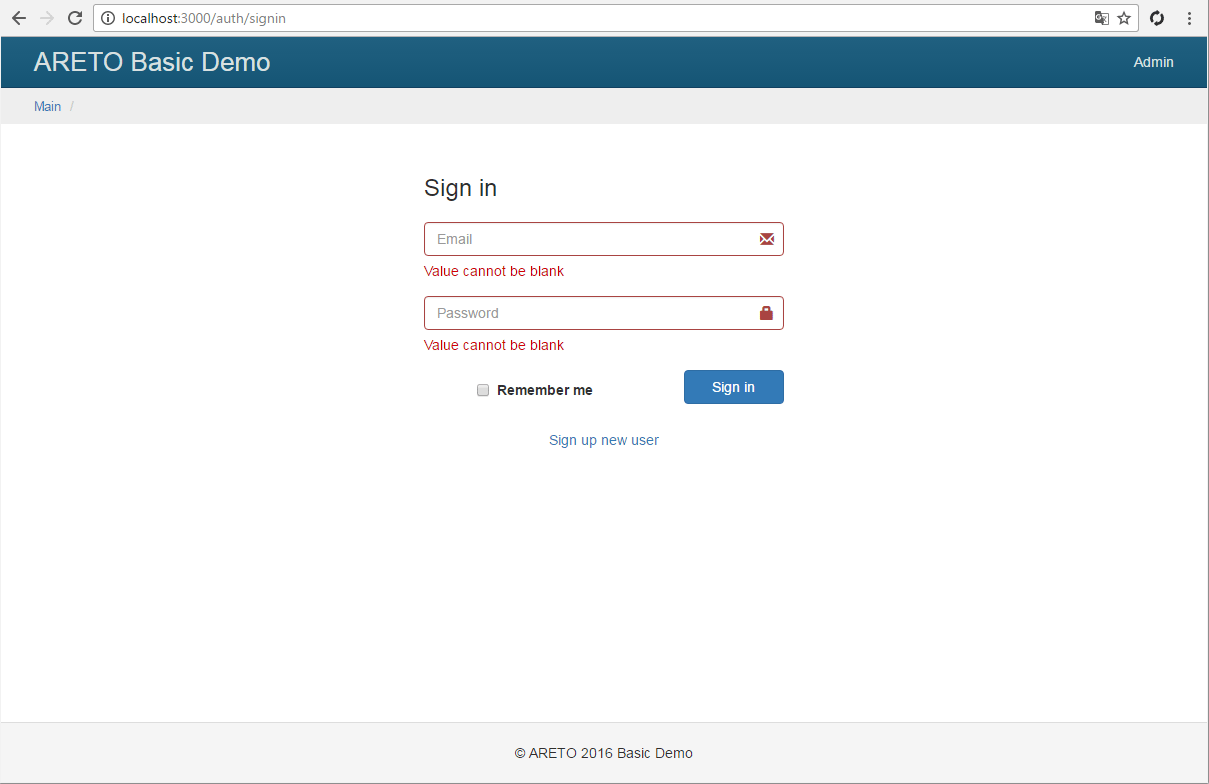 localhost:3000/auth/signin
ARETO Basic Demo
Admin
Main /
Sign in
Email
Value cannot be blank
Password
Value cannot be blank
Remember me
Sign in
Sign up new user
© ARETO 2016 Basic Demo